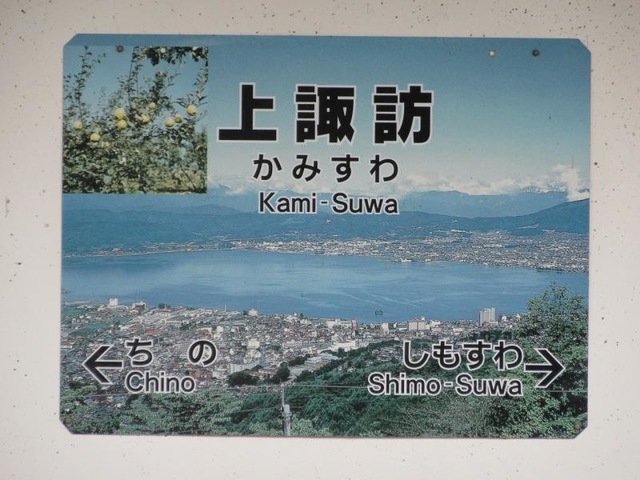 上諏訪
かみすわ
Kami-Suwa
ちの
Chino
しもすわ
Shimo-Suwa